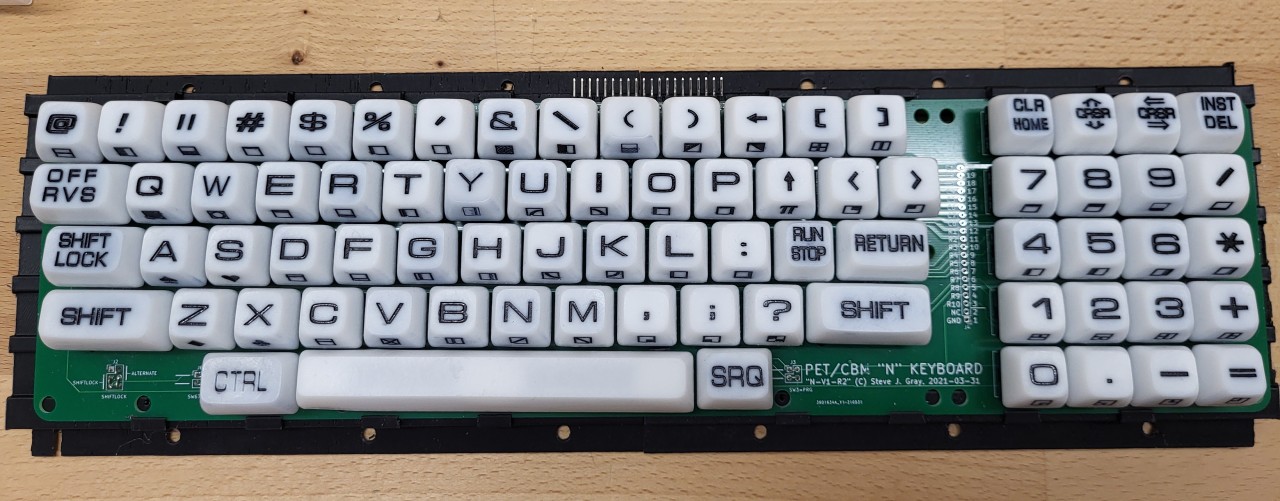 @ ! " # $ % ' & \ ( ) ← [ ] CLR HOME CRSR CRSR INST DEL
OFF RVS Q W E R T Y U I O P ↑ < > 7 8 9 /
SHIFT LOCK A S D F G H J K L : RUN STOP RETURN 4 5 6 *
SHIFT Z X C V B N M , ; ? SHIFT 1 2 3 +
CTRL SRQ 0 . - =
J2
ALTERNATE
SHIFTLOCK
SHIFTLOCK
J3
PET/CBM "N" KEYBOARD
"N-V1-R2" (C) Steve J. Gray, 2021-03-31